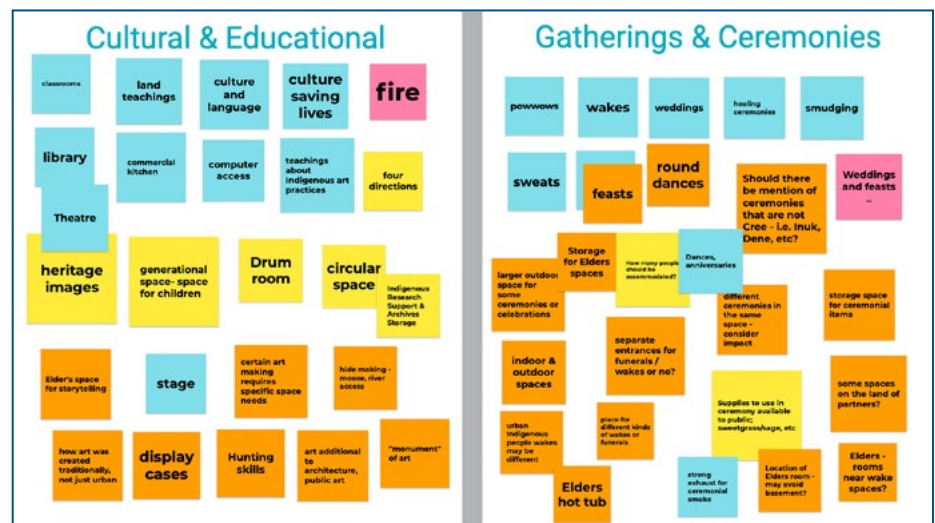 Cultural & Educational
classrooms
land
teachings
culture
and
language
culture
saving
lives
fire
library
commercial
kitchen
computer
access
teachings
about
Indigenous art
practices
four
directions
Theatre
heritage
images
generational
space- space
for children
Drum
room
circular
space
Indigenous
Research
Support &
Archives
Storage
Elder's space
for storytelling
stage
certain art
making
requires
specific space
needs
hide making -
moose, river
access
how art was
created
traditionally,
not just urban
display
cases
Hunting
skills
art additional
to
architecture,
public art
"monument"
of art
Gatherings & Ceremonies
powwows
wakes
weddings
healing
ceremonies
smudging
sweats
feasts
round
dances
Should there
be mention of
ceremonies
that are not
Cree - i.e. Inuk,
Dene, etc?
Weddings
and feasts
..
larger outdoor
space for
some
ceremonies or
celebrations
Storage
for Elders
spaces
How many people
should be
accommodated?
Dances,
anniversaries
different
ceremonies in
the same
space -
consider
impact
storage space
for ceremonial
items
indoor &
outdoor
spaces
separate
entrances for
funerals /
wakes or no?
Supplies to use in
ceremony available
to public;
sweetgrass/sage, etc
some spaces
on the land of
partners?
urban
Indigenous
people wakes
may be
different
place for
different kinds
of wakes or
funerals
Elders
hot tub
strong
exhaust for
ceremonial
smoke
Location of
Elders room -
may avoid
basement?
Elders -
rooms
near wake
spaces?